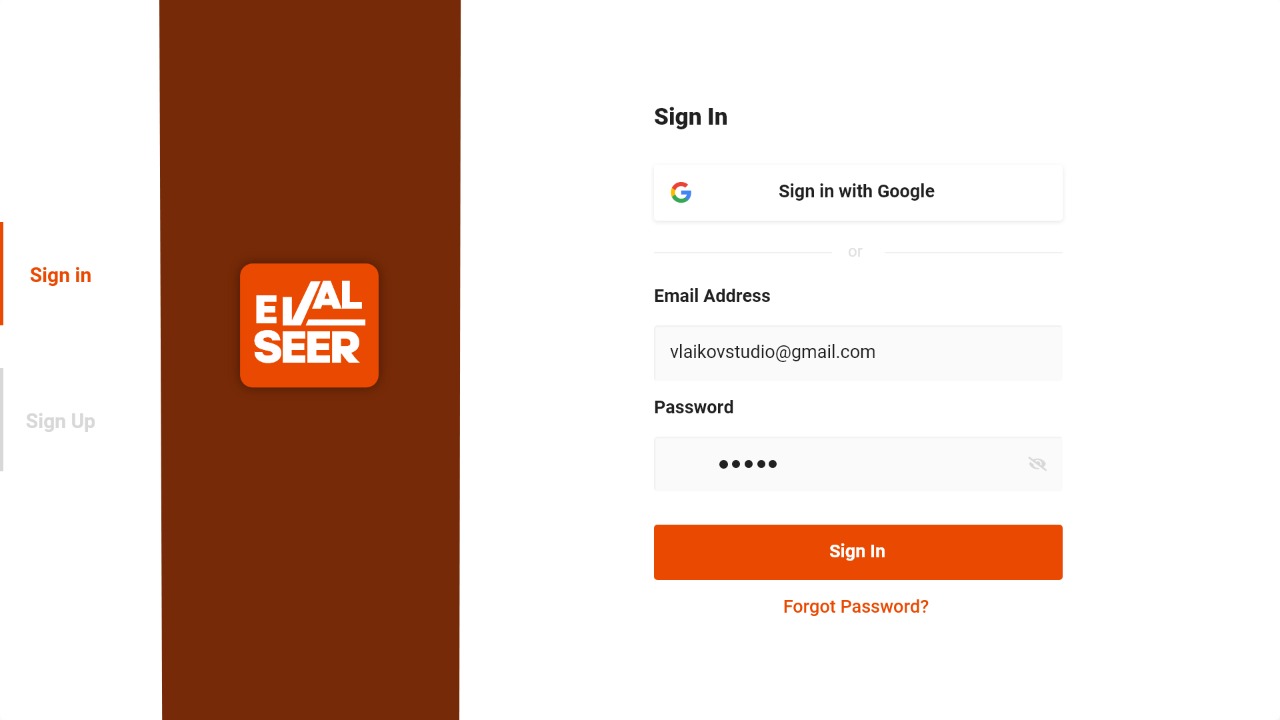 Sign in
Sign Up
EVAL
SEER
Sign In
Sign in with Google
or
Email Address
vlaikovstudio@gmail.com
Password
•••••
Sign In
Forgot Password?